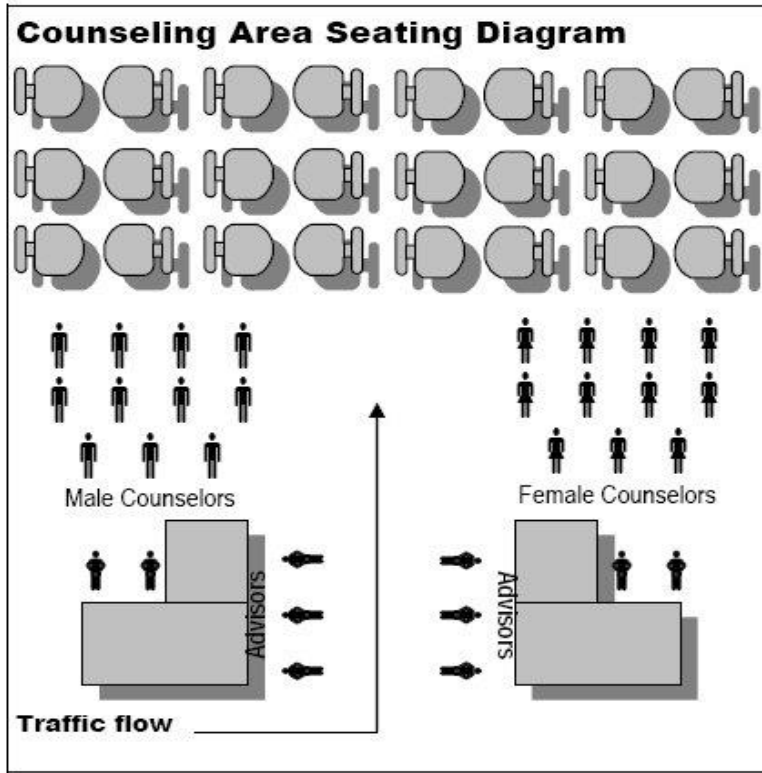 Counseling Area Seating Diagram
Male Counselors
Female Counselors
Advisors
Advisors
Traffic flow